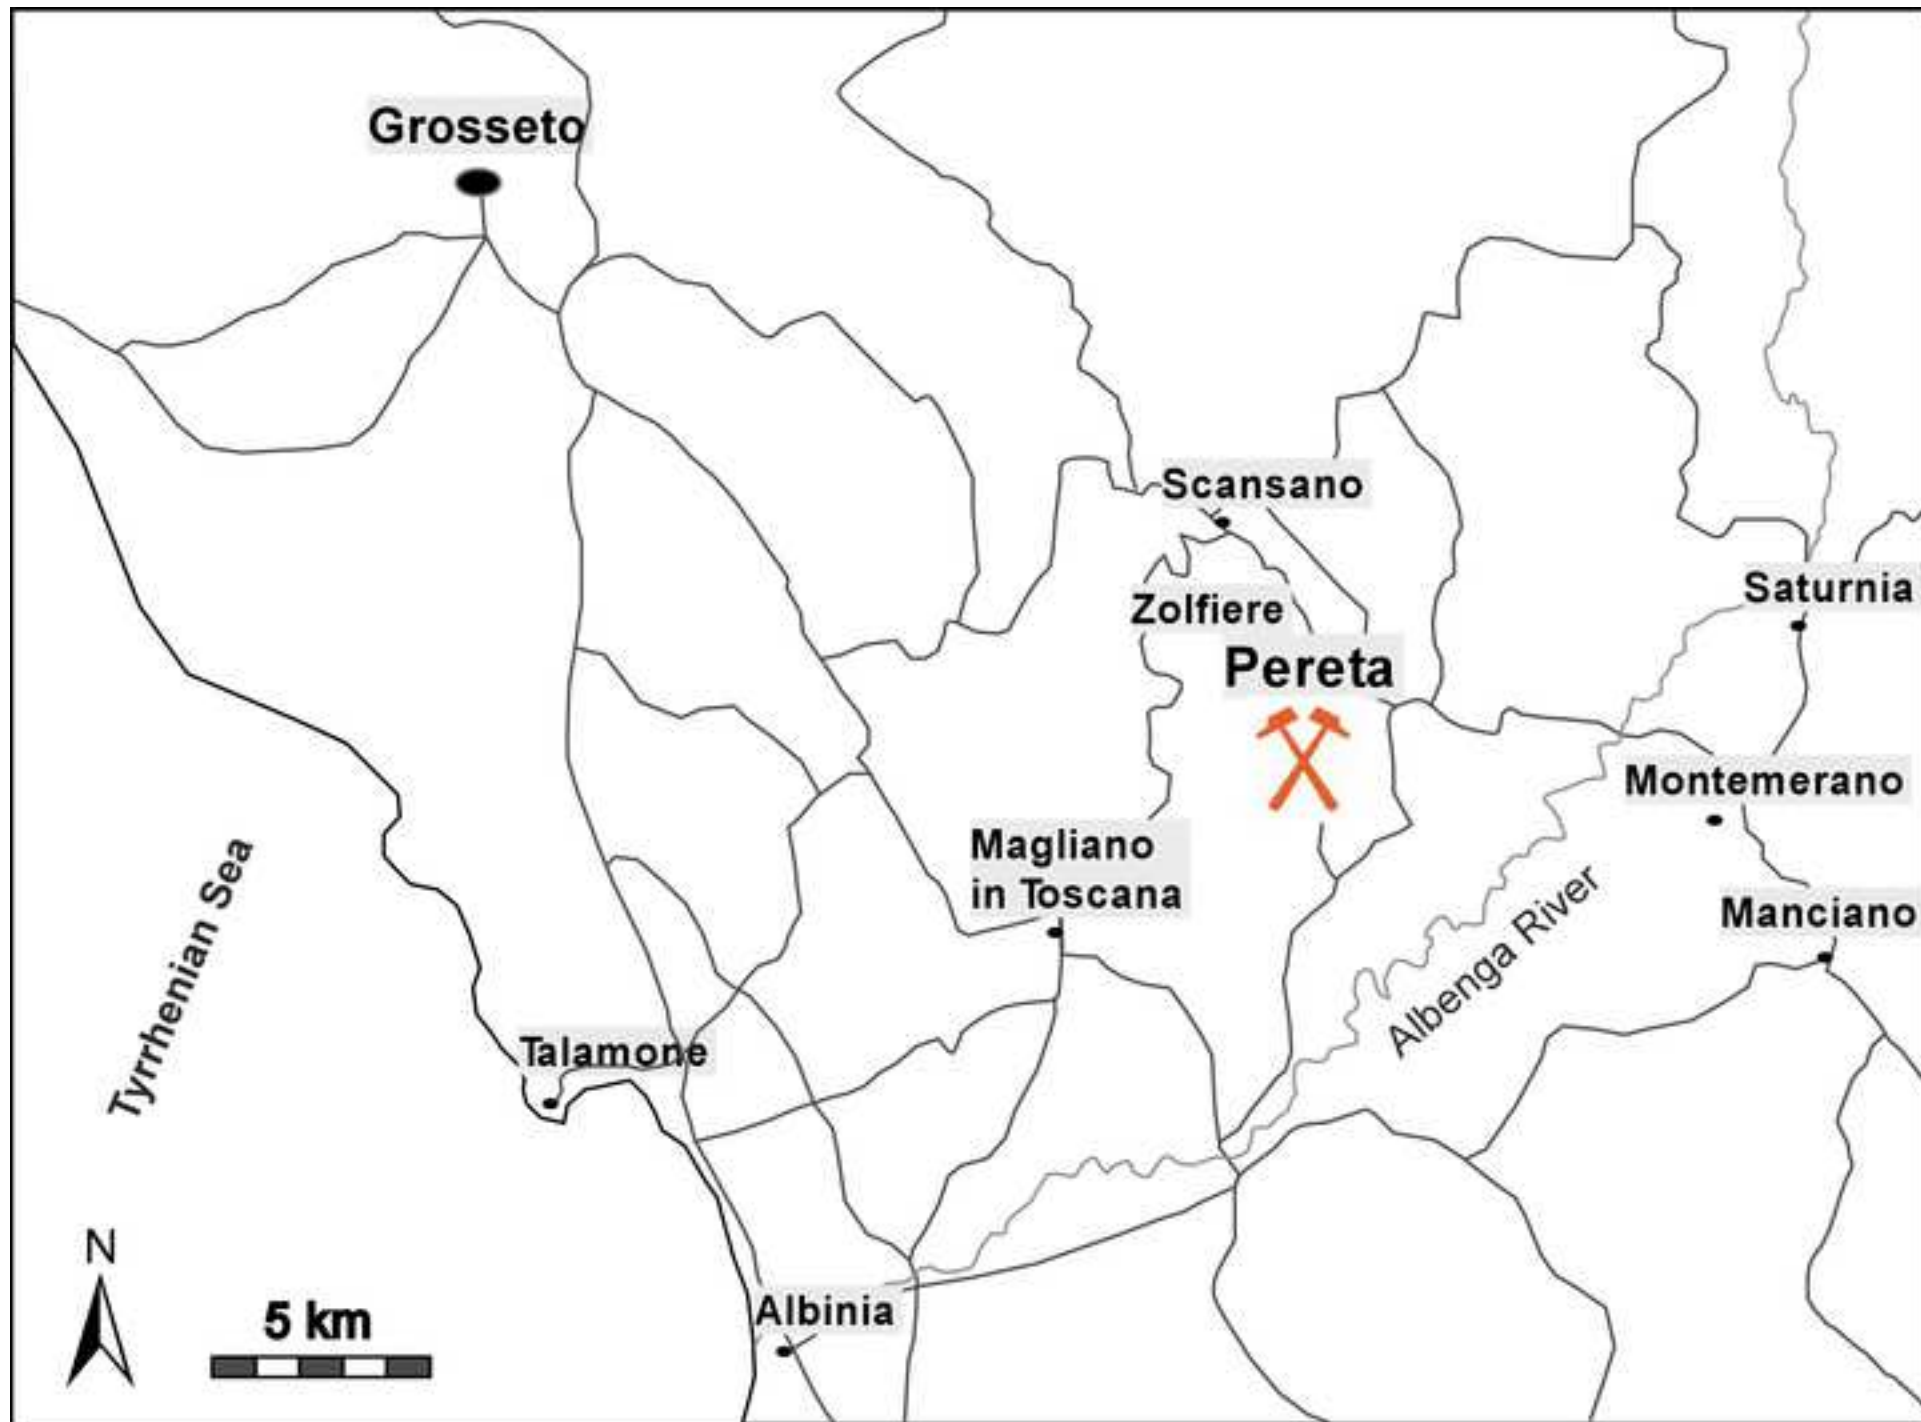 Grosseto
Scansano
Saturnia
Zolfiere
Pereta
Montemerano
Magliano
in Toscana
Manciano
Albenga River
Tyrrhenian Sea
Talamone
N
5 km
Albinia